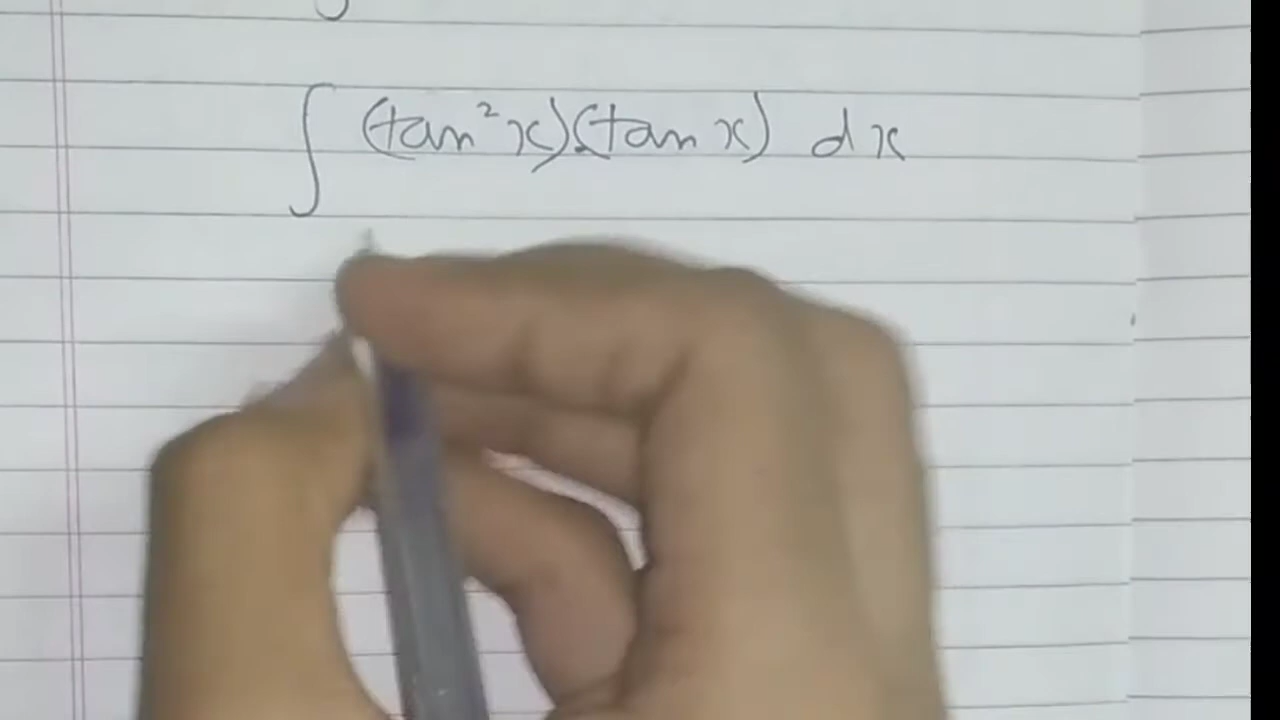 ∫ (tan²x)(tan x) dx